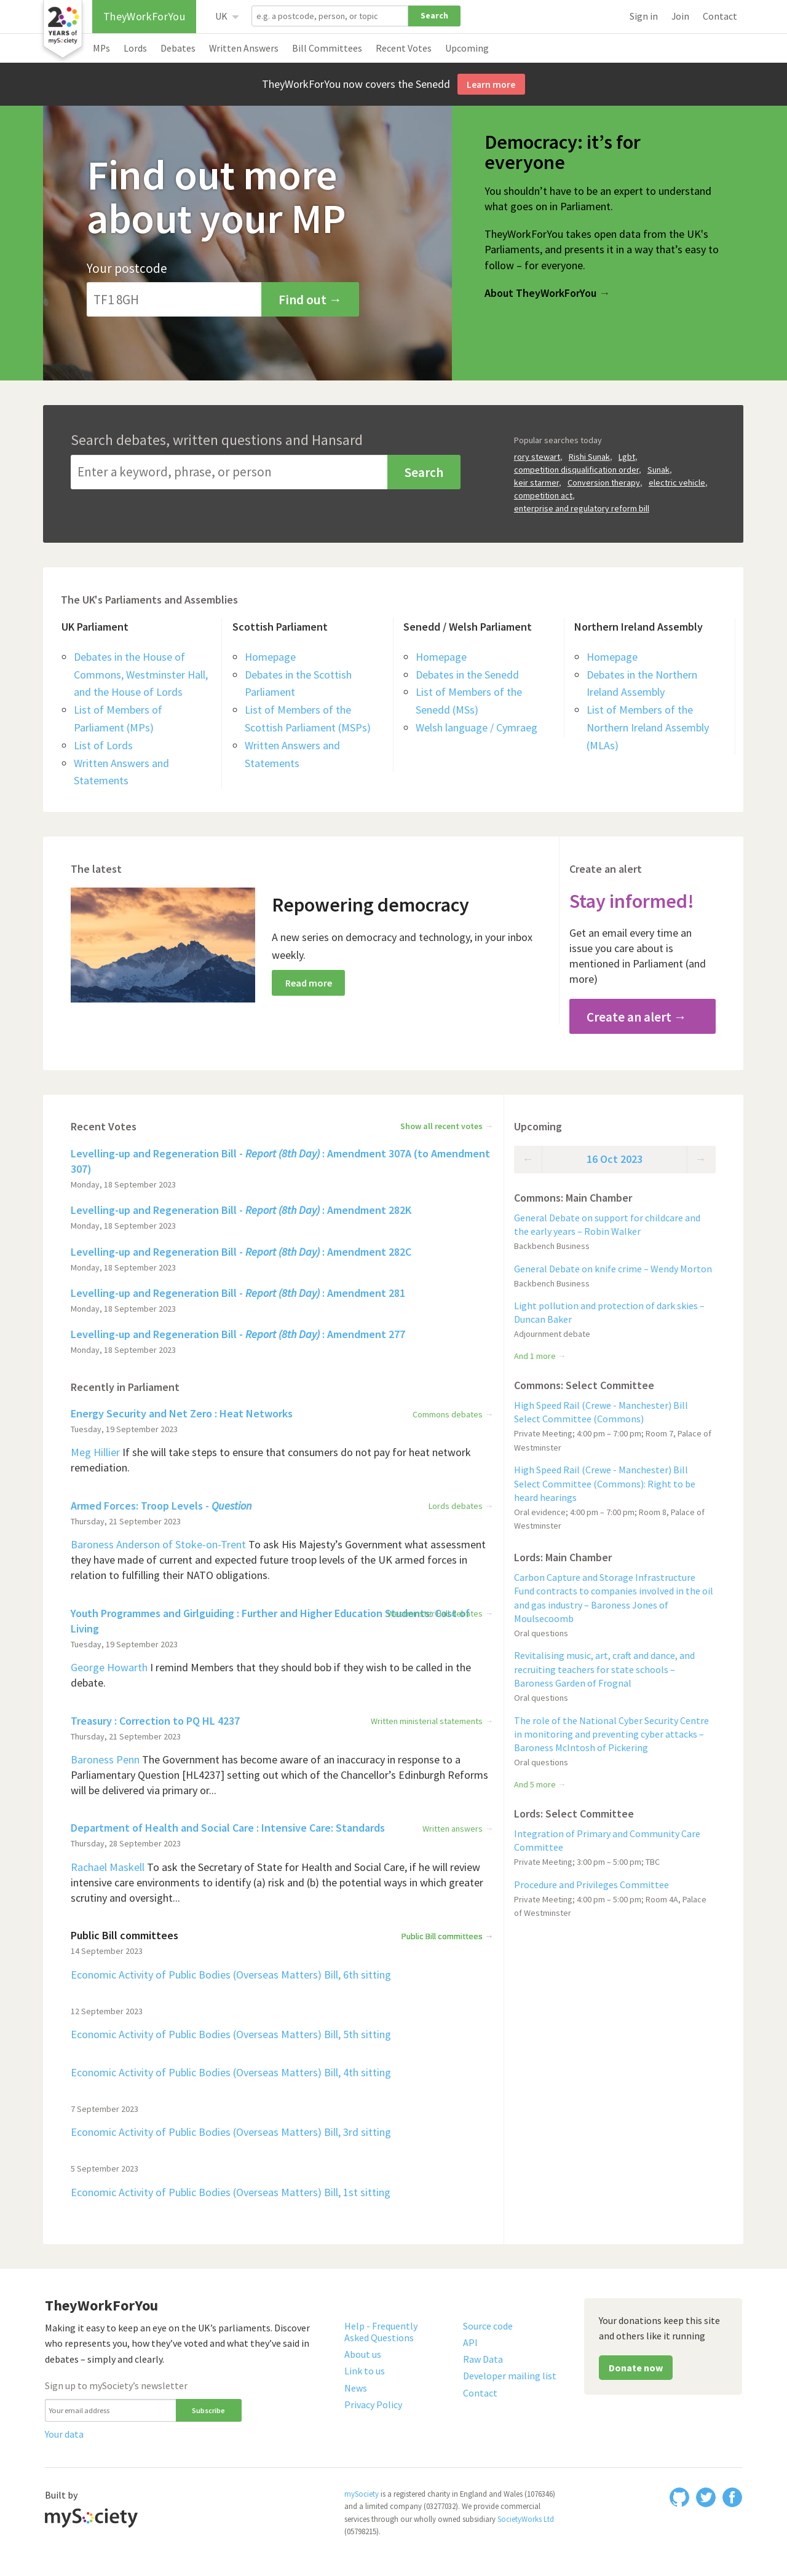 20
YEARS of
mySociety
TheyWorkForYou
UK
e.g. a postcode, person, or topic
Search
Sign in Join Contact
MPs Lords Debates Written Answers Bill Committees Recent Votes Upcoming
TheyWorkForYou now covers the Senedd
Learn more
Find out more
about your MP
Your postcode
TF1 8GH
Find out →
Democracy: it’s for
everyone
You shouldn’t have to be an expert to understand
what goes on in Parliament.
TheyWorkForYou takes open data from the UK's
Parliaments, and presents it in a way that’s easy to
follow – for everyone.
About TheyWorkForYou →
Search debates, written questions and Hansard
Enter a keyword, phrase, or person
Search
Popular searches today
rory stewart, Rishi Sunak, Lgbt,
competition disqualification order, Sunak,
keir starmer, Conversion therapy, electric vehicle,
competition act,
enterprise and regulatory reform bill
The UK's Parliaments and Assemblies
UK Parliament
Debates in the House of
Commons, Westminster Hall,
and the House of Lords
List of Members of
Parliament (MPs)
List of Lords
Written Answers and
Statements
Scottish Parliament
Homepage
Debates in the Scottish
Parliament
List of Members of the
Scottish Parliament (MSPs)
Written Answers and
Statements
Senedd / Welsh Parliament
Homepage
Debates in the Senedd
List of Members of the
Senedd (MSs)
Welsh language / Cymraeg
Northern Ireland Assembly
Homepage
Debates in the Northern
Ireland Assembly
List of Members of the
Northern Ireland Assembly
(MLAs)
The latest
Repowering democracy
A new series on democracy and technology, in your inbox
weekly.
Read more
Create an alert
Stay informed!
Get an email every time an
issue you care about is
mentioned in Parliament (and
more)
Create an alert →
Recent Votes
Show all recent votes →
Levelling-up and Regeneration Bill - Report (8th Day) : Amendment 307A (to Amendment
307)
Monday, 18 September 2023
Levelling-up and Regeneration Bill - Report (8th Day) : Amendment 282K
Monday, 18 September 2023
Levelling-up and Regeneration Bill - Report (8th Day) : Amendment 282C
Monday, 18 September 2023
Levelling-up and Regeneration Bill - Report (8th Day) : Amendment 281
Monday, 18 September 2023
Levelling-up and Regeneration Bill - Report (8th Day) : Amendment 277
Monday, 18 September 2023
Recently in Parliament
Energy Security and Net Zero : Heat Networks
Commons debates →
Tuesday, 19 September 2023
Meg Hillier If she will take steps to ensure that consumers do not pay for heat network
remediation.
Armed Forces: Troop Levels - Question
Lords debates →
Thursday, 21 September 2023
Baroness Anderson of Stoke-on-Trent To ask His Majesty’s Government what assessment
they have made of current and expected future troop levels of the UK armed forces in
relation to fulfilling their NATO obligations.
Youth Programmes and Girlguiding : Further and Higher Education Students: Cost of
Living
Tuesday, 19 September 2023
George Howarth I remind Members that they should bob if they wish to be called in the
debate.
Treasury : Correction to PQ HL 4237
Written ministerial statements →
Thursday, 21 September 2023
Baroness Penn The Government has become aware of an inaccuracy in response to a
Parliamentary Question [HL4237] setting out which of the Chancellor’s Edinburgh Reforms
will be delivered via primary or...
Department of Health and Social Care : Intensive Care: Standards
Written answers →
Thursday, 28 September 2023
Rachael Maskell To ask the Secretary of State for Health and Social Care, if he will review
intensive care environments to identify (a) risk and (b) the potential ways in which greater
scrutiny and oversight...
Public Bill committees
Public Bill committees →
14 September 2023
Economic Activity of Public Bodies (Overseas Matters) Bill, 6th sitting
12 September 2023
Economic Activity of Public Bodies (Overseas Matters) Bill, 5th sitting
Economic Activity of Public Bodies (Overseas Matters) Bill, 4th sitting
7 September 2023
Economic Activity of Public Bodies (Overseas Matters) Bill, 3rd sitting
5 September 2023
Economic Activity of Public Bodies (Overseas Matters) Bill, 1st sitting
Upcoming
← 16 Oct 2023 →
Commons: Main Chamber
General Debate on support for childcare and
the early years – Robin Walker
Backbench Business
General Debate on knife crime – Wendy Morton
Backbench Business
Light pollution and protection of dark skies –
Duncan Baker
Adjournment debate
And 1 more →
Commons: Select Committee
High Speed Rail (Crewe - Manchester) Bill
Select Committee (Commons)
Private Meeting; 4:00 pm – 7:00 pm; Room 7, Palace of
Westminster
High Speed Rail (Crewe - Manchester) Bill
Select Committee (Commons): Right to be
heard hearings
Oral evidence; 4:00 pm – 7:00 pm; Room 8, Palace of
Westminster
Lords: Main Chamber
Carbon Capture and Storage Infrastructure
Fund contracts to companies involved in the oil
and gas industry – Baroness Jones of
Moulsecoomb
Oral questions
Revitalising music, art, craft and dance, and
recruiting teachers for state schools –
Baroness Garden of Frognal
Oral questions
The role of the National Cyber Security Centre
in monitoring and preventing cyber attacks –
Baroness McIntosh of Pickering
Oral questions
And 5 more →
Lords: Select Committee
Integration of Primary and Community Care
Committee
Private Meeting; 3:00 pm – 5:00 pm; TBC
Procedure and Privileges Committee
Private Meeting; 4:00 pm – 5:00 pm; Room 4A, Palace
of Westminster
TheyWorkForYou
Making it easy to keep an eye on the UK’s parliaments. Discover
who represents you, how they’ve voted and what they’ve said in
debates – simply and clearly.
Sign up to mySociety’s newsletter
Your email address
Subscribe
Your data
Help - Frequently
Asked Questions
About us
Link to us
News
Privacy Policy
Source code
API
Raw Data
Developer mailing list
Contact
Your donations keep this site
and others like it running
Donate now
Built by
mySociety
mySociety is a registered charity in England and Wales (1076346)
and a limited company (03277032). We provide commercial
services through our wholly owned subsidiary SocietyWorks Ltd
(05798215).